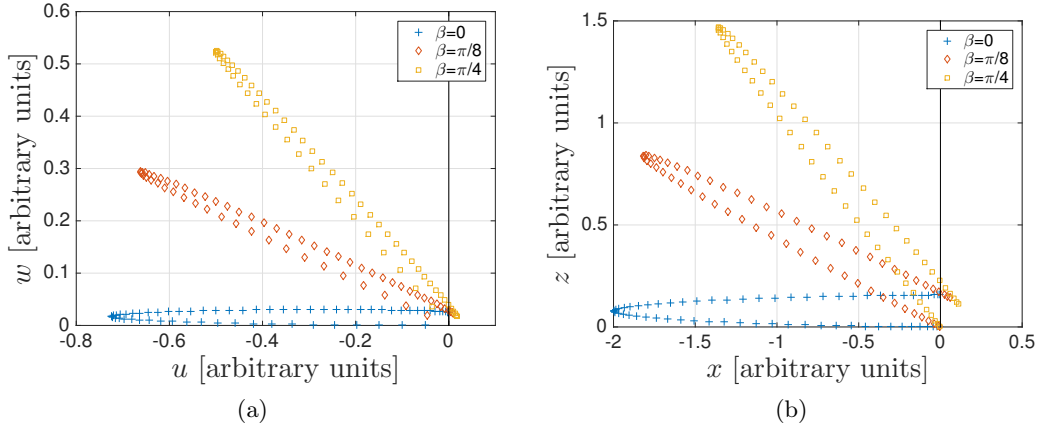 0.6
0.5
0.4
0.3
0.2
0.1
0
w [arbitrary units]
-0.8
-0.6
-0.4
-0.2
0
u [arbitrary units]
β=0
β=π/8
β=π/4
(a)
1.5
1
0.5
0
z [arbitrary units]
-2
-1.5
-1
-0.5
0
0.5
x [arbitrary units]
β=0
β=π/8
β=π/4
(b)